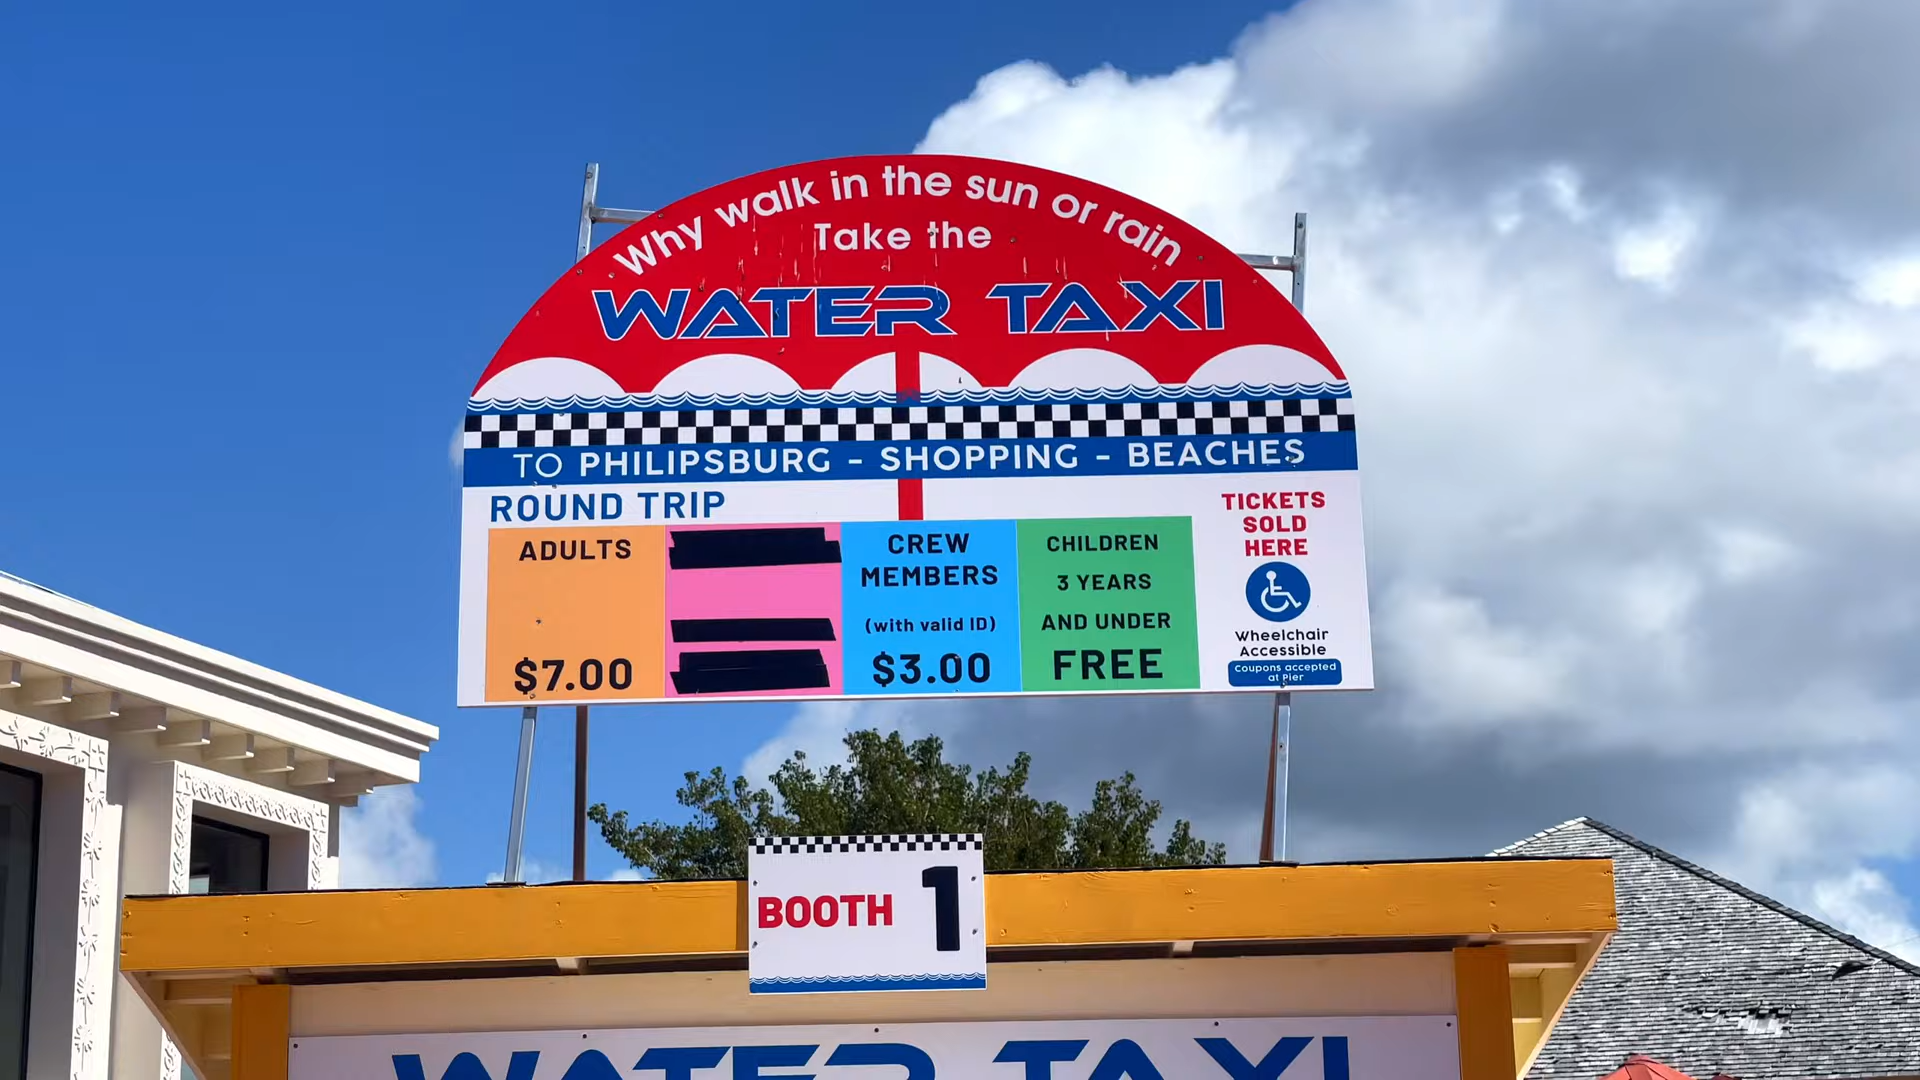 Why walk in the sun or rain
Take the
WATER TAXI
TO PHILIPSBURG - SHOPPING - BEACHES
ROUND TRIP
ADULTS
$7.00
CREW
MEMBERS
(with valid ID)
$3.00
CHILDREN
3 YEARS
AND UNDER
FREE
TICKETS
SOLD
HERE
Wheelchair
Accessible
Coupons accepted
at Pier
BOOTH 1
WATER TAXI